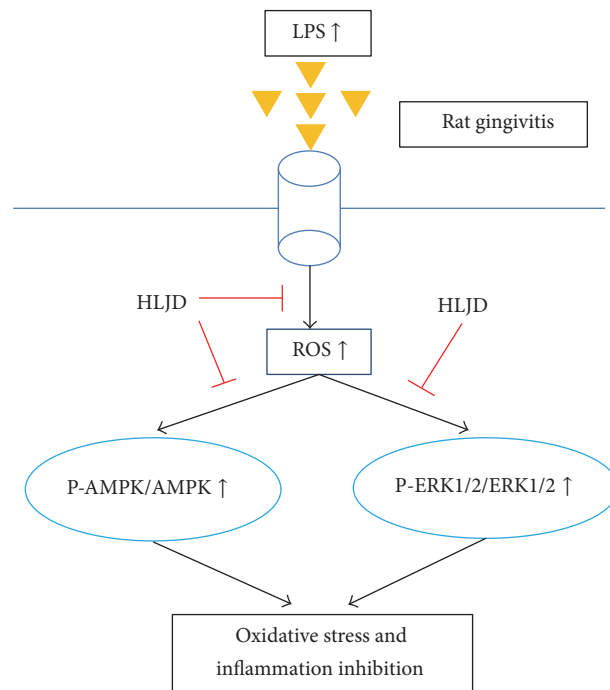 LPS ↑
Rat gingivitis
HLJD
HLJD
ROS ↑
P-AMPK/AMPK ↑
P-ERK1/2/ERK1/2 ↑
Oxidative stress and
inflammation inhibition